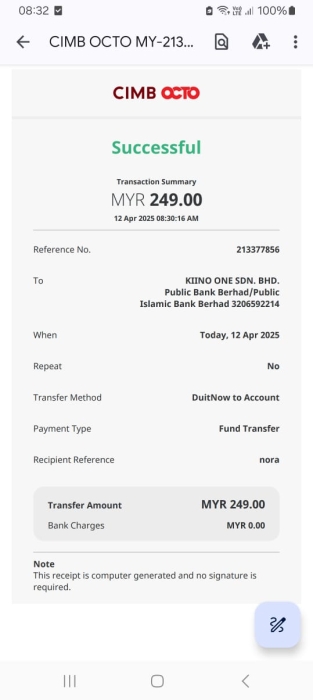 08:32 100%
CIMB OCTO MY-213...
CIMB OCTO
Successful
Transaction Summary
MYR 249.00
12 Apr 2025 08:30:16 AM
Reference No. 213377856
To KIINO ONE SDN. BHD.
Public Bank Berhad/Public
Islamic Bank Berhad 3206592214
When Today, 12 Apr 2025
Repeat No
Transfer Method DuitNow to Account
Payment Type Fund Transfer
Recipient Reference nora
Transfer Amount MYR 249.00
Bank Charges MYR 0.00
Note
This receipt is computer generated and no signature is
required.